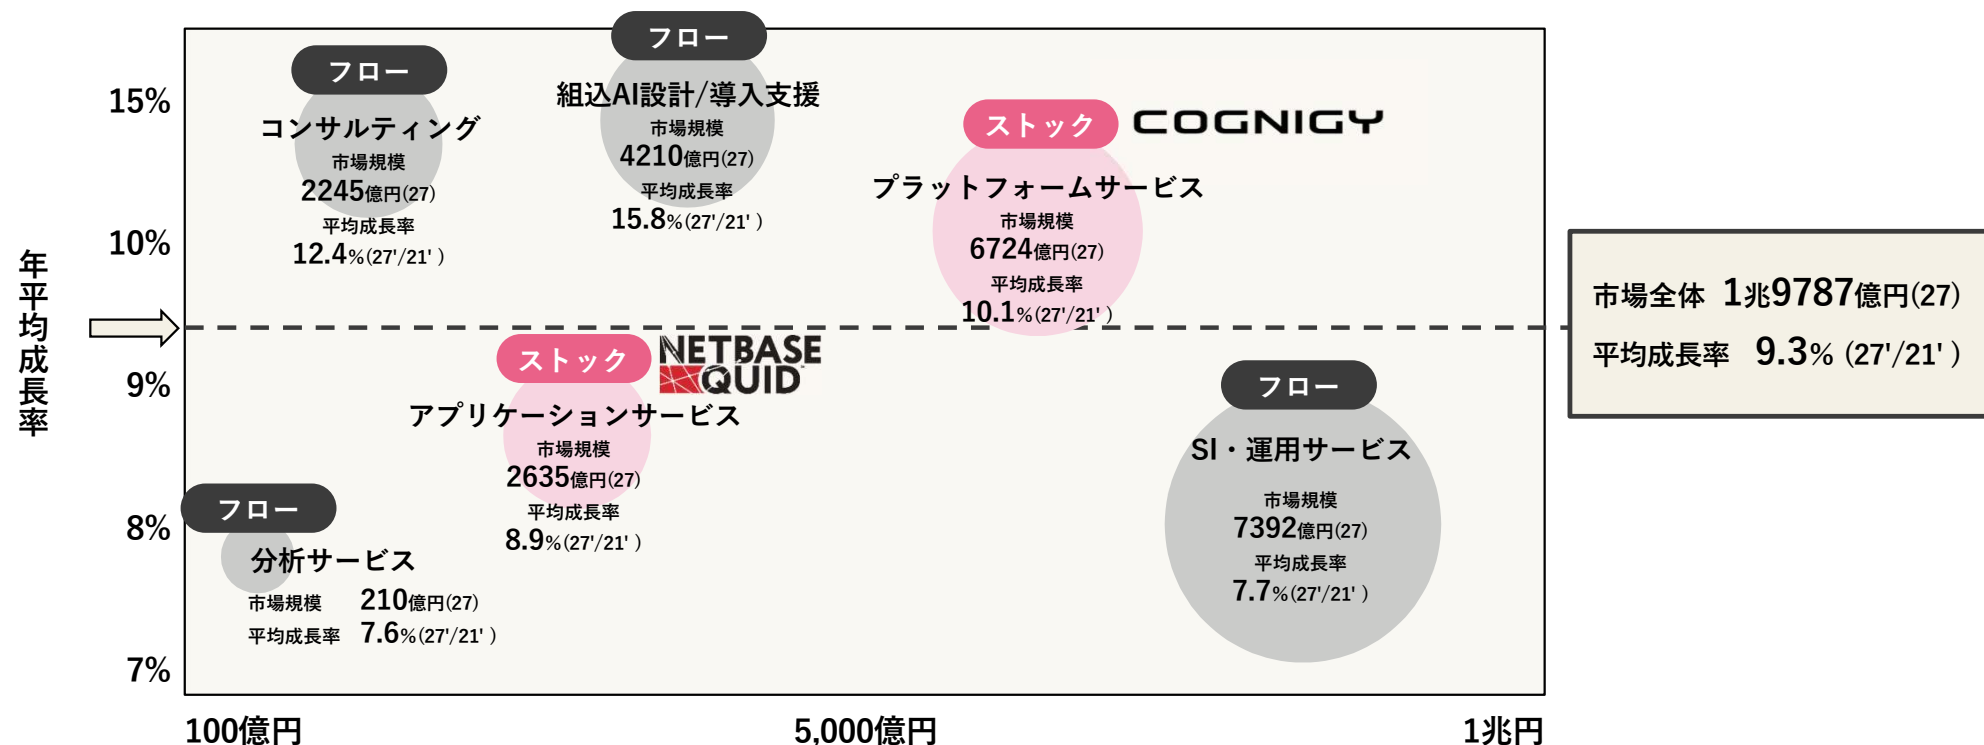 年平均成長率
15%
10%
9%
8%
7%
フロー
コンサルティング
市場規模
2245億円(27)
平均成長率
12.4%(27'/21' )
フロー
組込AI設計/導入支援
市場規模
4210億円(27)
平均成長率
15.8%(27'/21' )
ストック
COGNIGY
プラットフォームサービス
市場規模
6724億円(27)
平均成長率
10.1%(27'/21' )
ストック
NETBASE
QUID
アプリケーションサービス
市場規模
2635億円(27)
平均成長率
8.9%(27'/21' )
フロー
SI・運用サービス
市場規模
7392億円(27)
平均成長率
7.7%(27'/21' )
フロー
分析サービス
市場規模 210億円(27)
平均成長率 7.6%(27'/21' )
市場全体 1兆9787億円(27)
平均成長率 9.3% (27'/21' )
100億円
5,000億円
1兆円